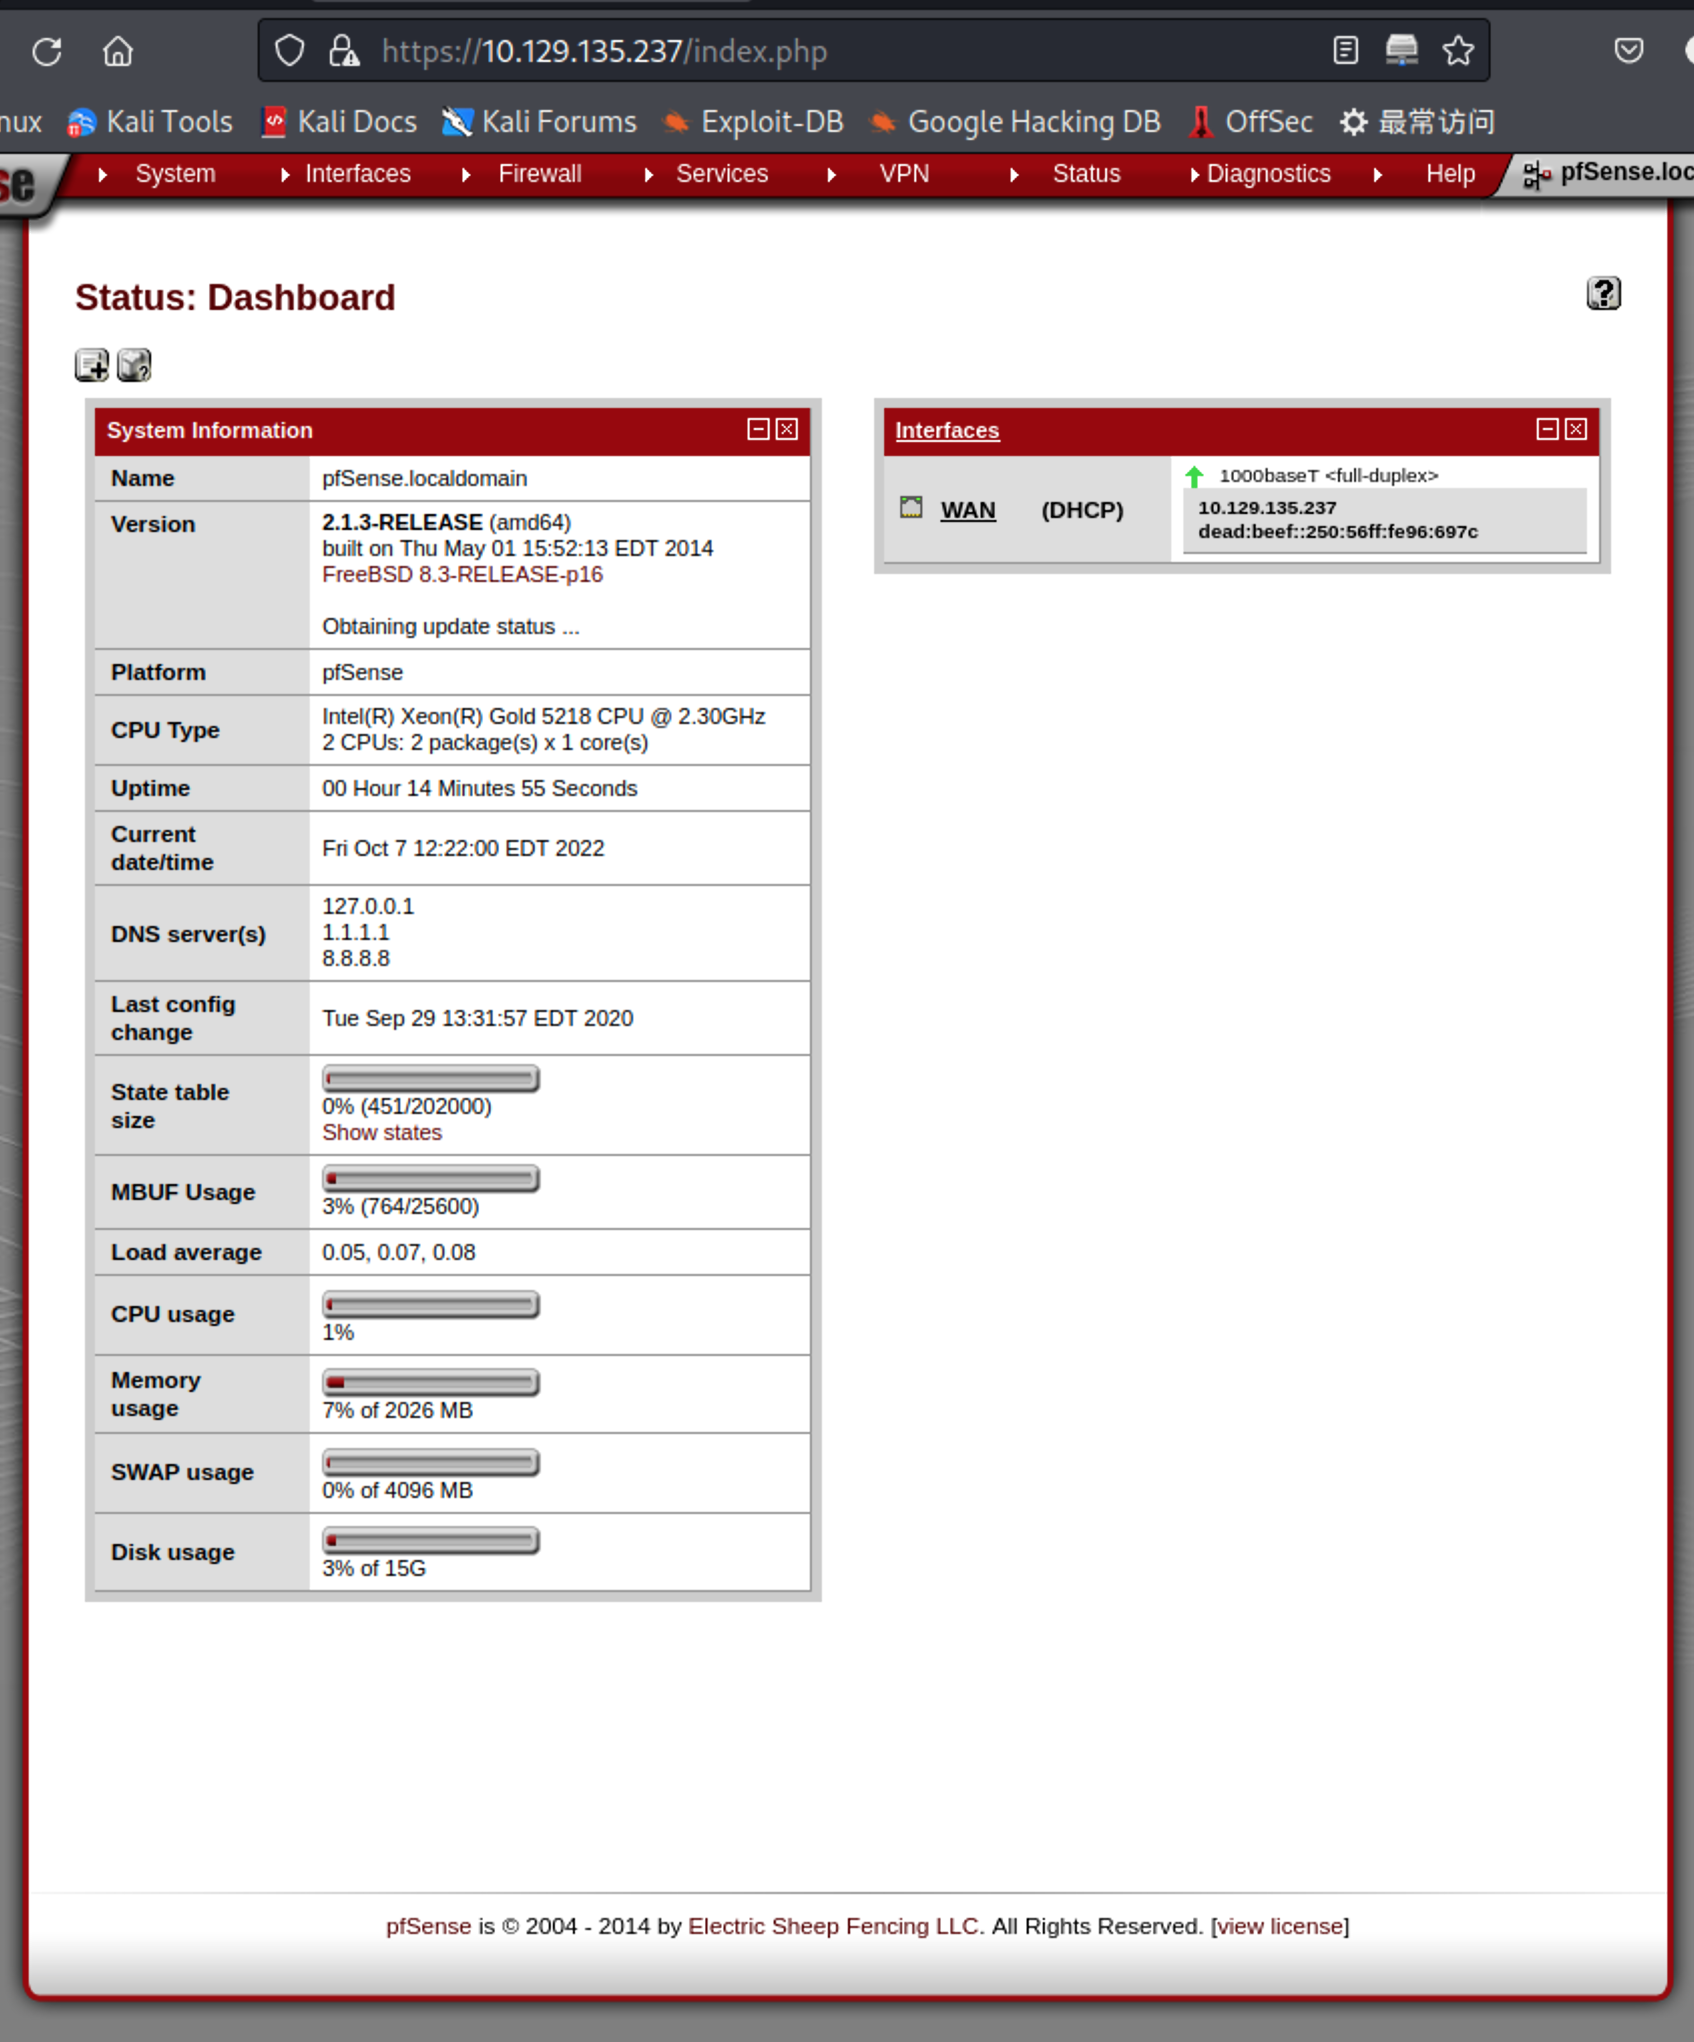 https://10.129.135.237/index.php
nux Kali Tools Kali Docs Kali Forums Exploit-DB Google Hacking DB OffSec 最常访问
se System Interfaces Firewall Services VPN Status Diagnostics Help pfSense.loc
Status: Dashboard
System Information
Name pfSense.localdomain
Version 2.1.3-RELEASE (amd64)
built on Thu May 01 15:52:13 EDT 2014
FreeBSD 8.3-RELEASE-p16
Obtaining update status ...
Platform pfSense
CPU Type Intel(R) Xeon(R) Gold 5218 CPU @ 2.30GHz
2 CPUs: 2 package(s) x 1 core(s)
Uptime 00 Hour 14 Minutes 55 Seconds
Current
date/time Fri Oct 7 12:22:00 EDT 2022
DNS server(s) 127.0.0.1
1.1.1.1
8.8.8.8
Last config
change Tue Sep 29 13:31:57 EDT 2020
State table
size 0% (451/202000)
Show states
MBUF Usage 3% (764/25600)
Load average 0.05, 0.07, 0.08
CPU usage 1%
Memory
usage 7% of 2026 MB
SWAP usage 0% of 4096 MB
Disk usage 3% of 15G
Interfaces
WAN (DHCP) 1000baseT <full-duplex>
10.129.135.237
dead:beef::250:56ff:fe96:697c
pfSense is © 2004 - 2014 by Electric Sheep Fencing LLC. All Rights Reserved. [view license]